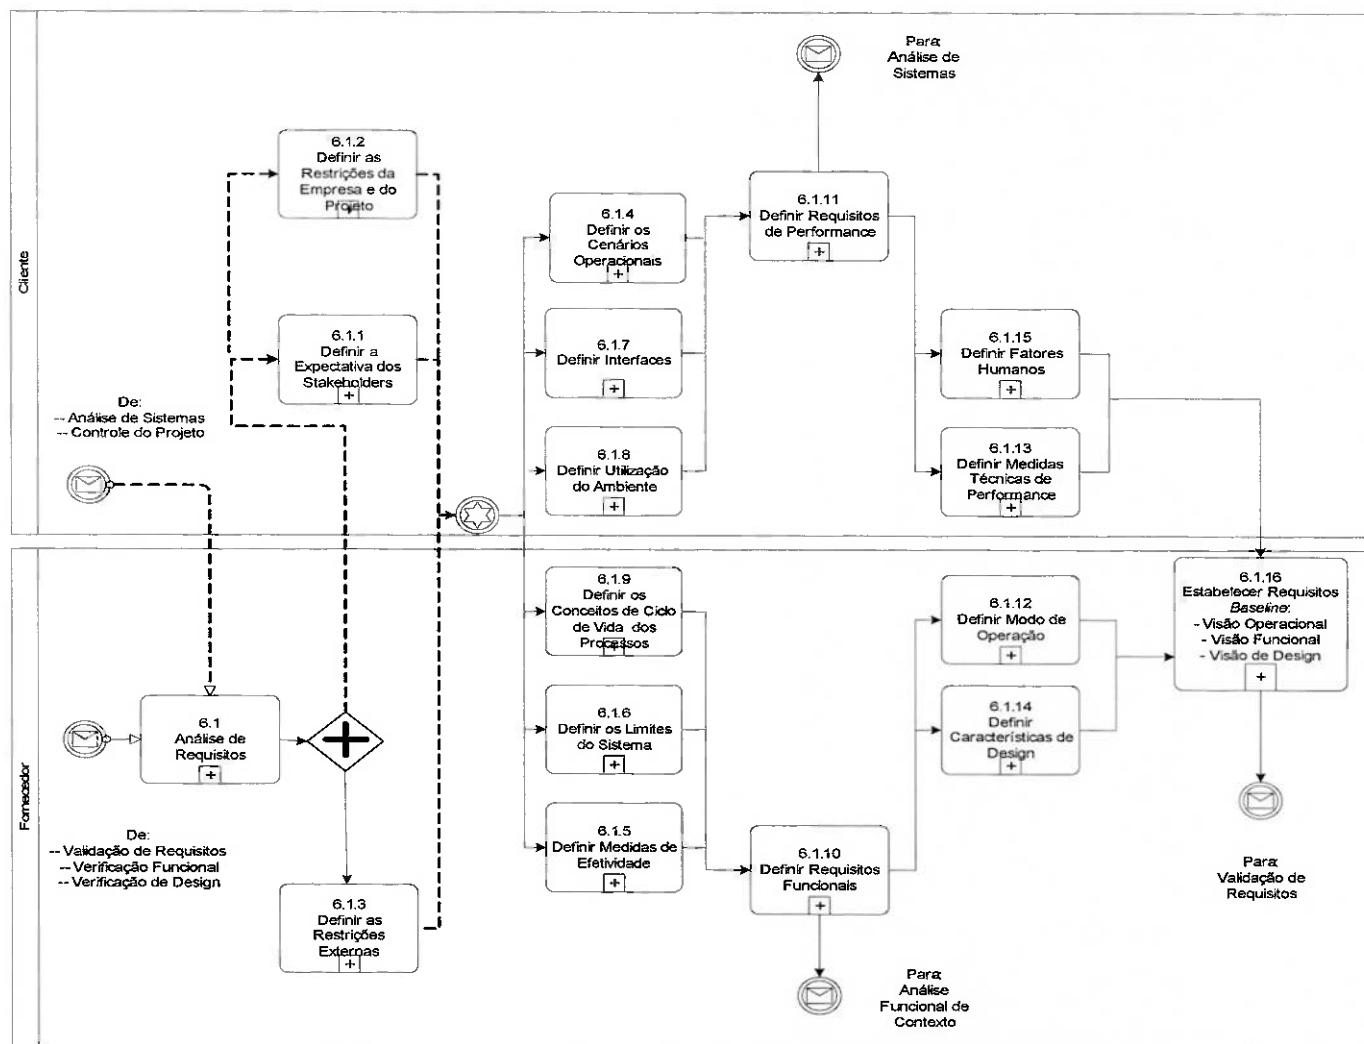 Cliente
Para:
Análise de
Sistemas
6.1.2
Definir as
Restrições da
Empresa e do
Projeto
6.1.1
Definir a
Expectativa dos
Stakeholders
De:
-- Análise de Sistemas
-- Controle do Projeto
6.1.4
Definir os
Cenários
Operacionais
6.1.7
Definir Interfaces
6.1.8
Definir Utilização
do Ambiente
6.1.11
Definir Requisitos
de Performance
6.1.15
Definir Fatores
Humanos
6.1.13
Definir Medidas
Técnicas de
Performance
Fornecedor
6.1
Análise de
Requisitos
De:
-- Validação de Requisitos
-- Verificação Funcional
-- Verificação de Design
6.1.3
Definir as
Restrições
Externas
6.1.9
Definir os
Conceitos de Ciclo
de Vida dos
Processos
6.1.6
Definir os Limites
do Sistema
6.1.5
Definir Medidas de
Efetividade
6.1.10
Definir Requisitos
Funcionais
Para:
Análise
Funcional de
Contexto
6.1.12
Definir Modo de
Operação
6.1.14
Definir
Características de
Design
6.1.16
Estabelecer Requisitos
Baseline:
- Visão Operacional
- Visão Funcional
- Visão de Design
Para:
Validação de
Requisitos